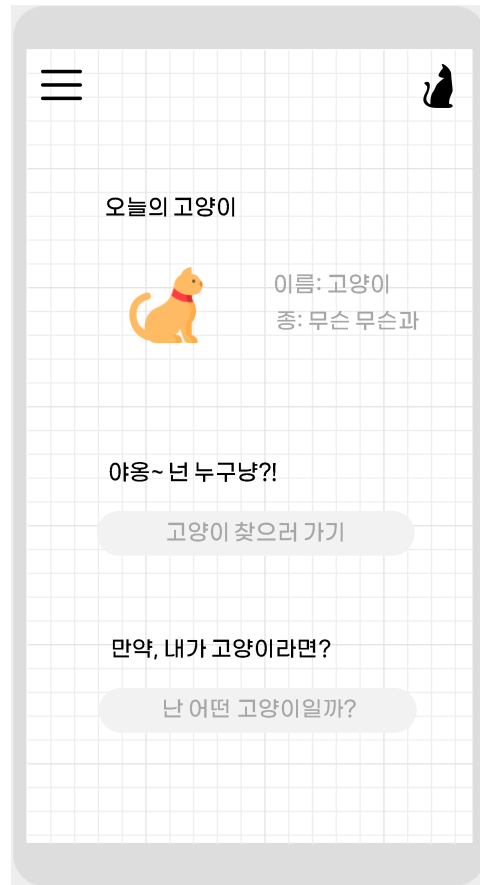 오늘의 고양이
이름: 고양이
종: 무슨 무슨과
야옹~ 넌 누구냥?!
고양이 찾으러 가기
만약, 내가 고양이라면?
난 어떤 고양이일까?